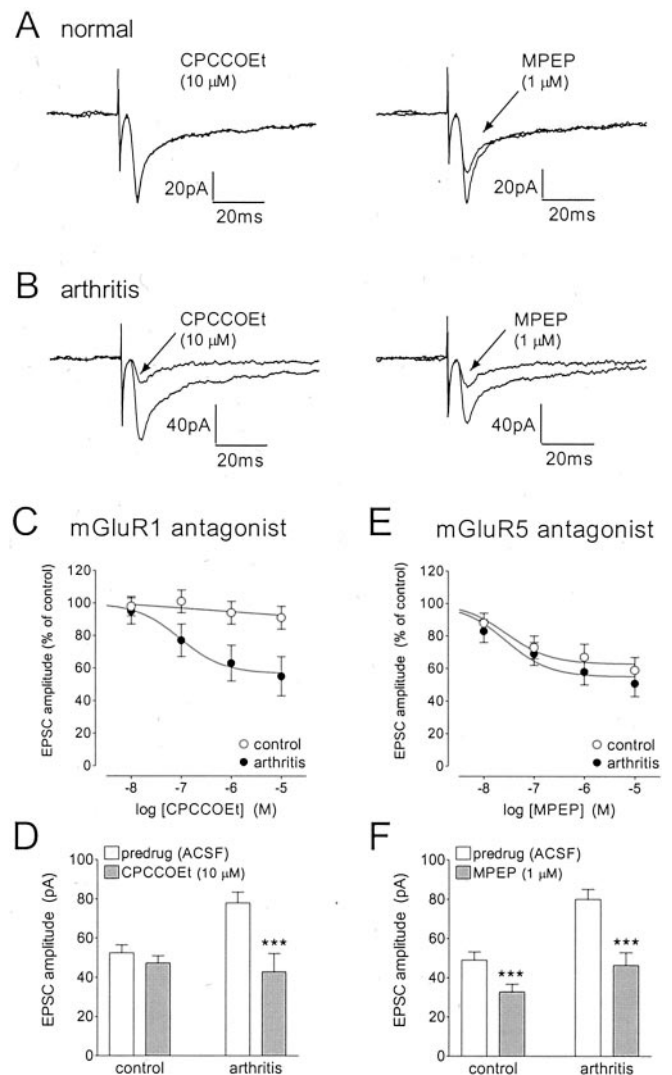 A normal
CPCCOEt
(10 µM)
20pA
20ms
MPEP
(1 µM)
20pA
20ms
B arthritis
CPCCOEt
(10 µM)
40pA
20ms
MPEP
(1 µM)
40pA
20ms
C mGluR1 antagonist
EPSC amplitude (% of control)
120
100
80
60
40
20
0
control
arthritis
-8 -7 -6 -5
log [CPCCOEt] (M)
E mGluR5 antagonist
EPSC amplitude (% of control)
120
100
80
60
40
20
0
control
arthritis
-8 -7 -6 -5
log [MPEP] (M)
D
predrug (ACSF)
CPCCOEt (10 µM)
EPSC amplitude (pA)
100
80
60
40
20
0
***
control arthritis
F
predrug (ACSF)
MPEP (1 µM)
EPSC amplitude (pA)
100
80
60
40
20
0
***
***
control arthritis